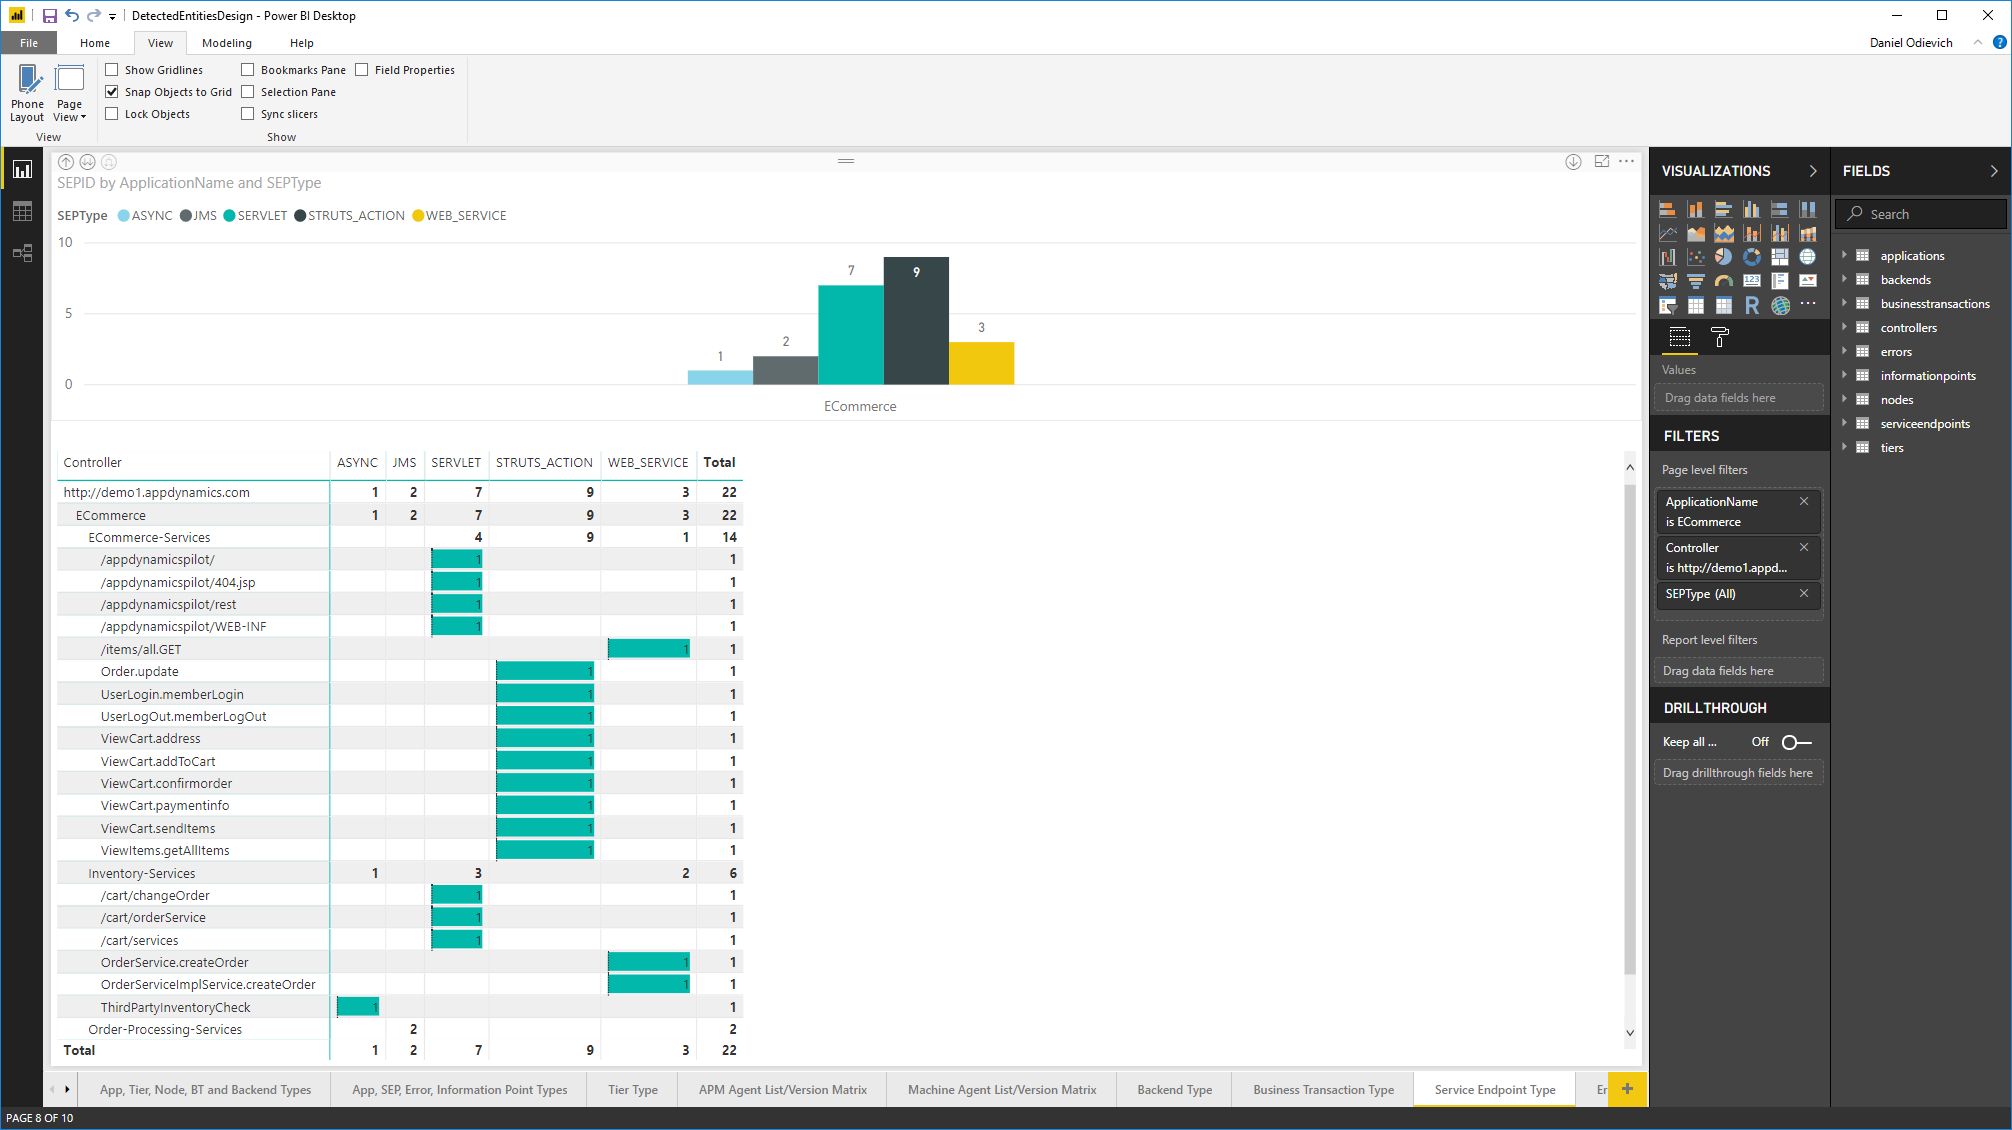 DetectedEntitiesDesign - Power BI Desktop
File Home View Modeling Help
Daniel Odievich
?
Show Gridlines Bookmarks Pane Field Properties
Snap Objects to Grid Selection Pane
Lock Objects Sync slicers
Phone Layout
Page View
View Show
SEPID by ApplicationName and SEPType
SEPType ASYNC JMS SERVLET STRUTS_ACTION WEB_SERVICE
10
5
0
1 2 7 9 3
ECommerce
Controller ASYNC JMS SERVLET STRUTS_ACTION WEB_SERVICE Total
http://demo1.appdynamics.com 1 2 7 9 3 22
ECommerce 1 2 7 9 3 22
ECommerce-Services 4 9 1 14
/appdynamicspilot/ 1 1
/appdynamicspilot/404.jsp 1 1
/appdynamicspilot/rest 1 1
/appdynamicspilot/WEB-INF 1 1
/items/all.GET 1 1
Order.update 1 1
UserLogin.memberLogin 1 1
UserLogOut.memberLogOut 1 1
ViewCart.address 1 1
ViewCart.addToCart 1 1
ViewCart.confirmorder 1 1
ViewCart.paymentinfo 1 1
ViewCart.sendItems 1 1
ViewItems.getAllItems 1 1
Inventory-Services 1 3 2 6
/cart/changeOrder 1 1
/cart/orderService 1 1
/cart/services 1 1
OrderService.createOrder 1 1
OrderServiceImplService.createOrder 1 1
ThirdPartyInventoryCheck 1 1
Order-Processing-Services 2 2
Total 1 2 7 9 3 22
VISUALIZATIONS
123
R
Values
Drag data fields here
FILTERS
Page level filters
ApplicationName
is ECommerce
Controller
is http://demo1.appd...
SEPType (All)
Report level filters
Drag data fields here
DRILLTHROUGH
Keep all ... Off
Drag drillthrough fields here
FIELDS
Search
applications
backends
businesstransactions
controllers
errors
informationpoints
nodes
serviceendpoints
tiers
App, Tier, Node, BT and Backend Types App, SEP, Error, Information Point Types Tier Type APM Agent List/Version Matrix Machine Agent List/Version Matrix Backend Type Business Transaction Type Service Endpoint Type Er +
PAGE 8 OF 10